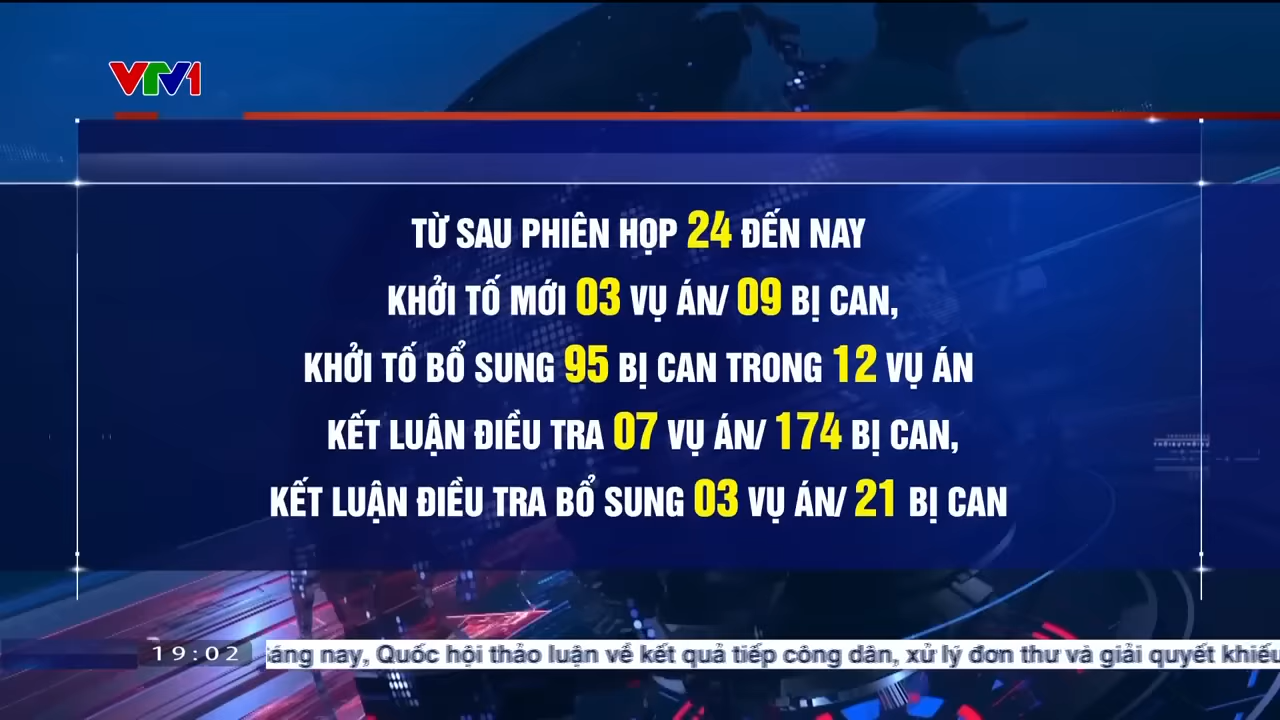 VTV1
TỪ SAU PHIÊN HỌP 24 ĐẾN NAY
KHỞI TỐ MỚI 03 VỤ ÁN/ 09 BỊ CAN,
KHỞI TỐ BỔ SUNG 95 BỊ CAN TRONG 12 VỤ ÁN
KẾT LUẬN ĐIỀU TRA 07 VỤ ÁN/ 174 BỊ CAN,
KẾT LUẬN ĐIỀU TRA BỔ SUNG 03 VỤ ÁN/ 21 BỊ CAN
19:02
nay, Quốc hội thảo luận về kết quả tiếp công dân, xử lý đơn thư và giải quyết khiếu